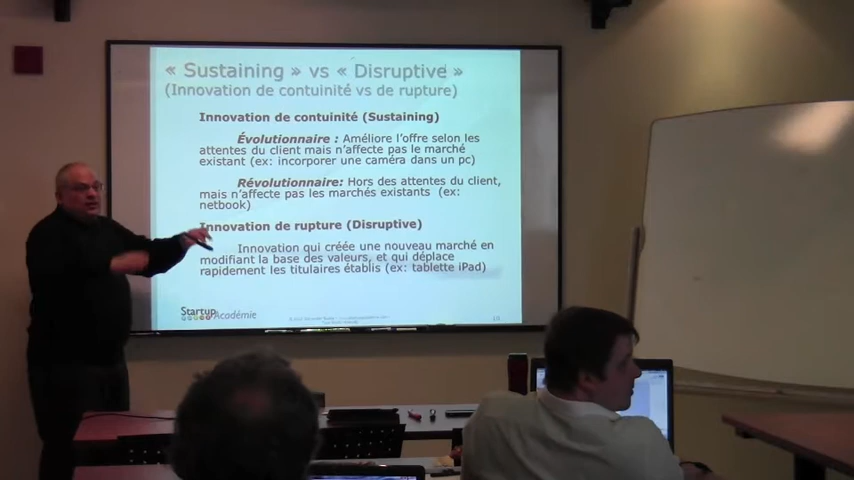 « Sustaining » vs « Disruptive »
(Innovation de contuinité vs de rupture)
Innovation de contuinité (Sustaining)
Évolutionnaire : Améliore l'offre selon les
attentes du client mais n'affecte pas le marché
existant (ex: incorporer une caméra dans un pc)
Révolutionnaire: Hors des attentes du client,
mais n'affecte pas les marchés existants (ex:
netbook)
Innovation de rupture (Disruptive)
Innovation qui créée une nouveau marché en
modifiant la base des valeurs, et qui déplace
rapidement les titulaires établis (ex: tablette iPad)
StartupAcadémie